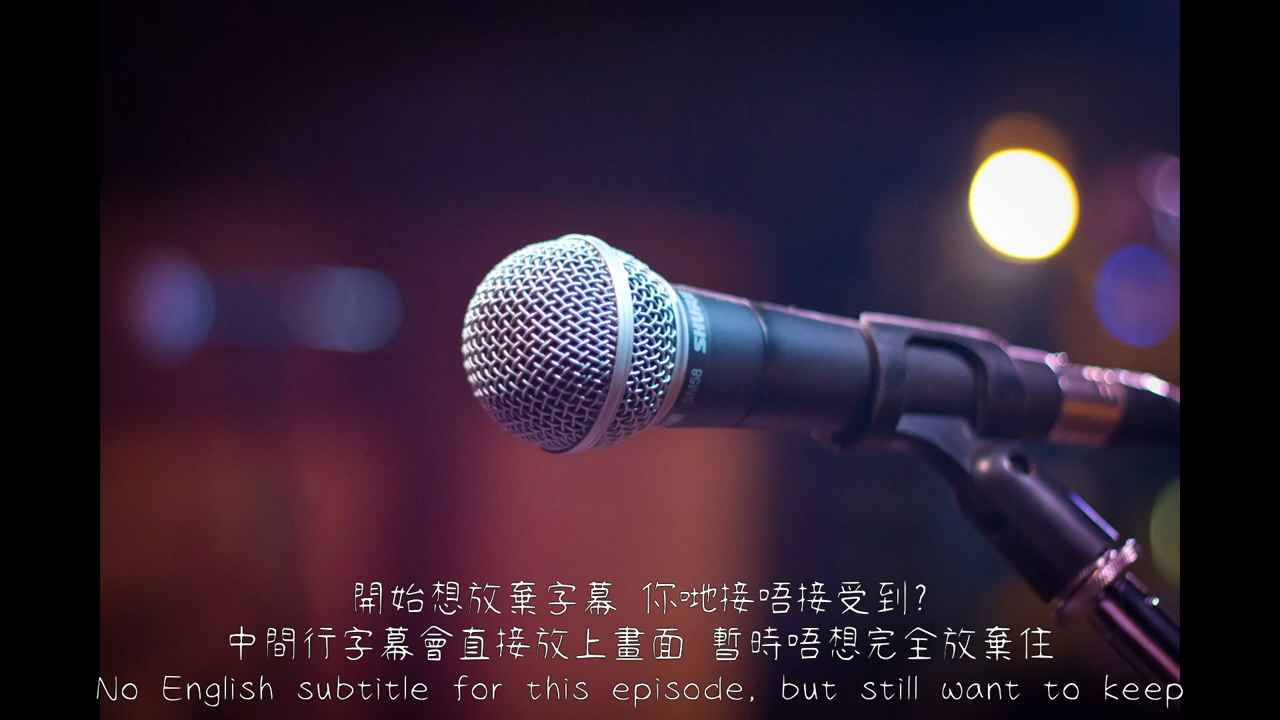 SHURE
SM58
開始想放棄字幕 你哋接唔接受到?
中間行字幕會直接放上畫面 暫時唔想完全放棄住
No English subtitle for this episode, but still want to keep